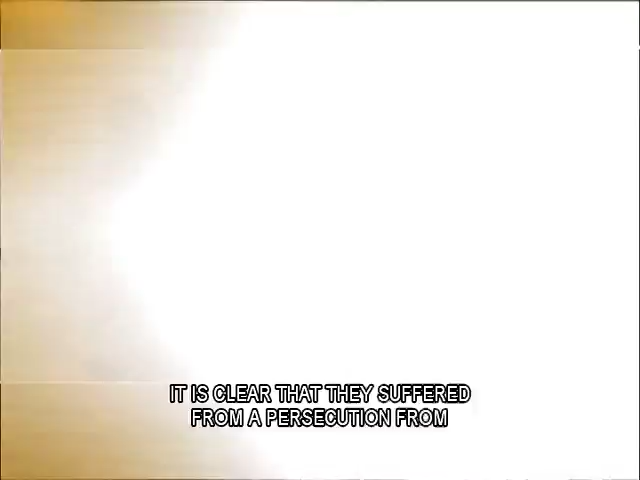 IT IS CLEAR THAT THEY SUFFERED
FROM A PERSECUTION FROM